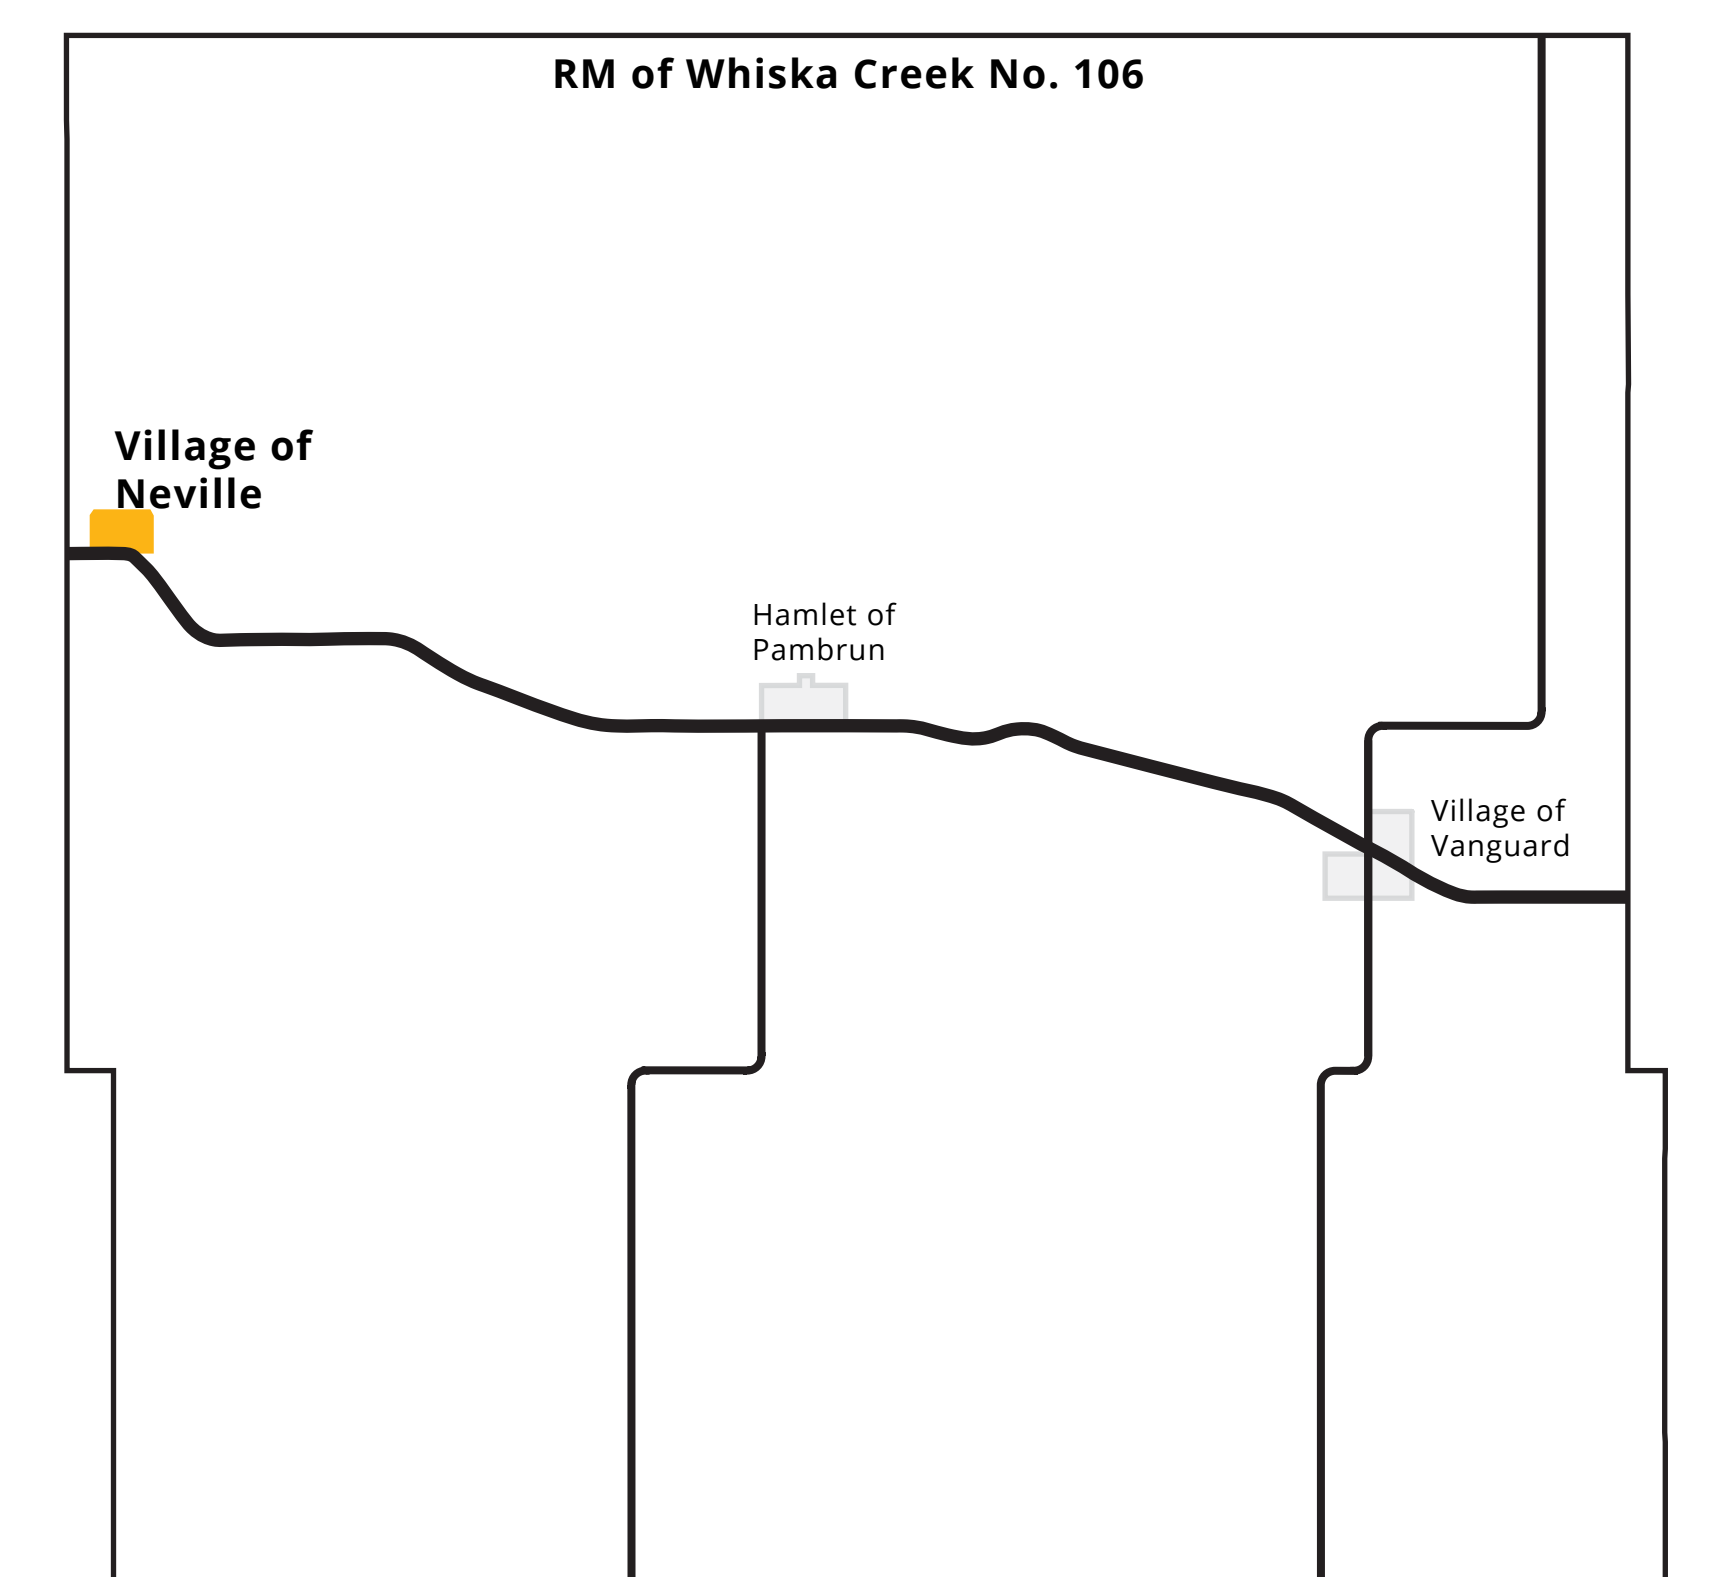 RM of Whiska Creek No. 106
Village of
Neville
Hamlet of
Pambrun
Village of
Vanguard